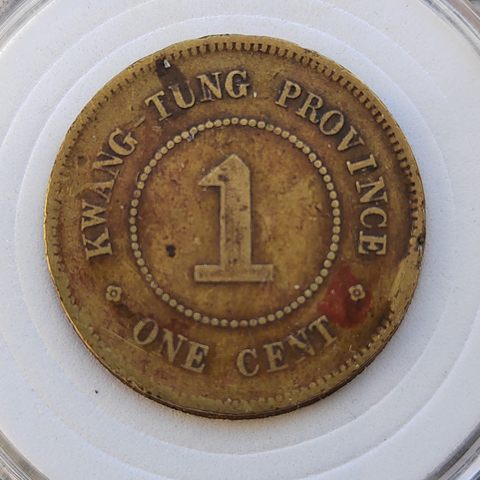 KWANG-TUNG PROVINCE
1
ONE CENT